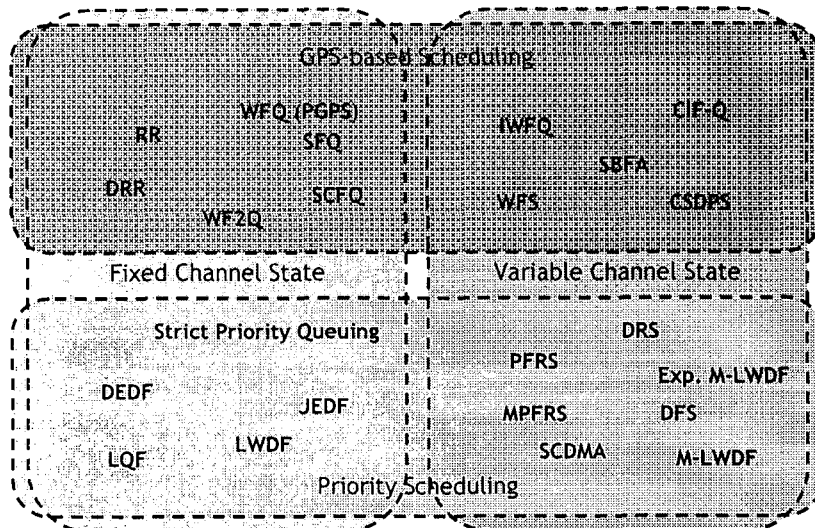 GPS-based Scheduling
WFQ (PGPS)
RR
SFQ
DRR
SCFQ
WF2Q
IWFQ
CIF-Q
SBFA
WFS
CSDPS
Fixed Channel State
Variable Channel State
Strict Priority Queuing
DEDF
JEDF
LWDF
LQF
DRS
PFRS
Exp. M-LWDF
MPFRS
DFS
SCDMA
M-LWDF
Priority Scheduling